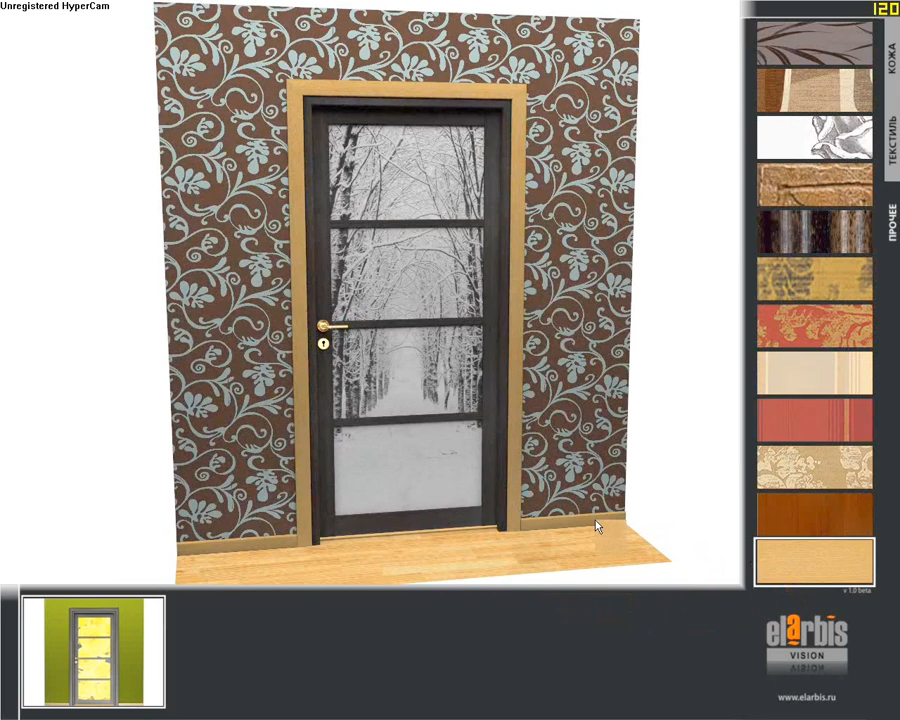 Unregistered HyperCam
120
КОЖА
ТЕКСТИЛЬ
ПРОЧЕЕ
v 1.0 beta
elarbis
VISION
www.elarbis.ru